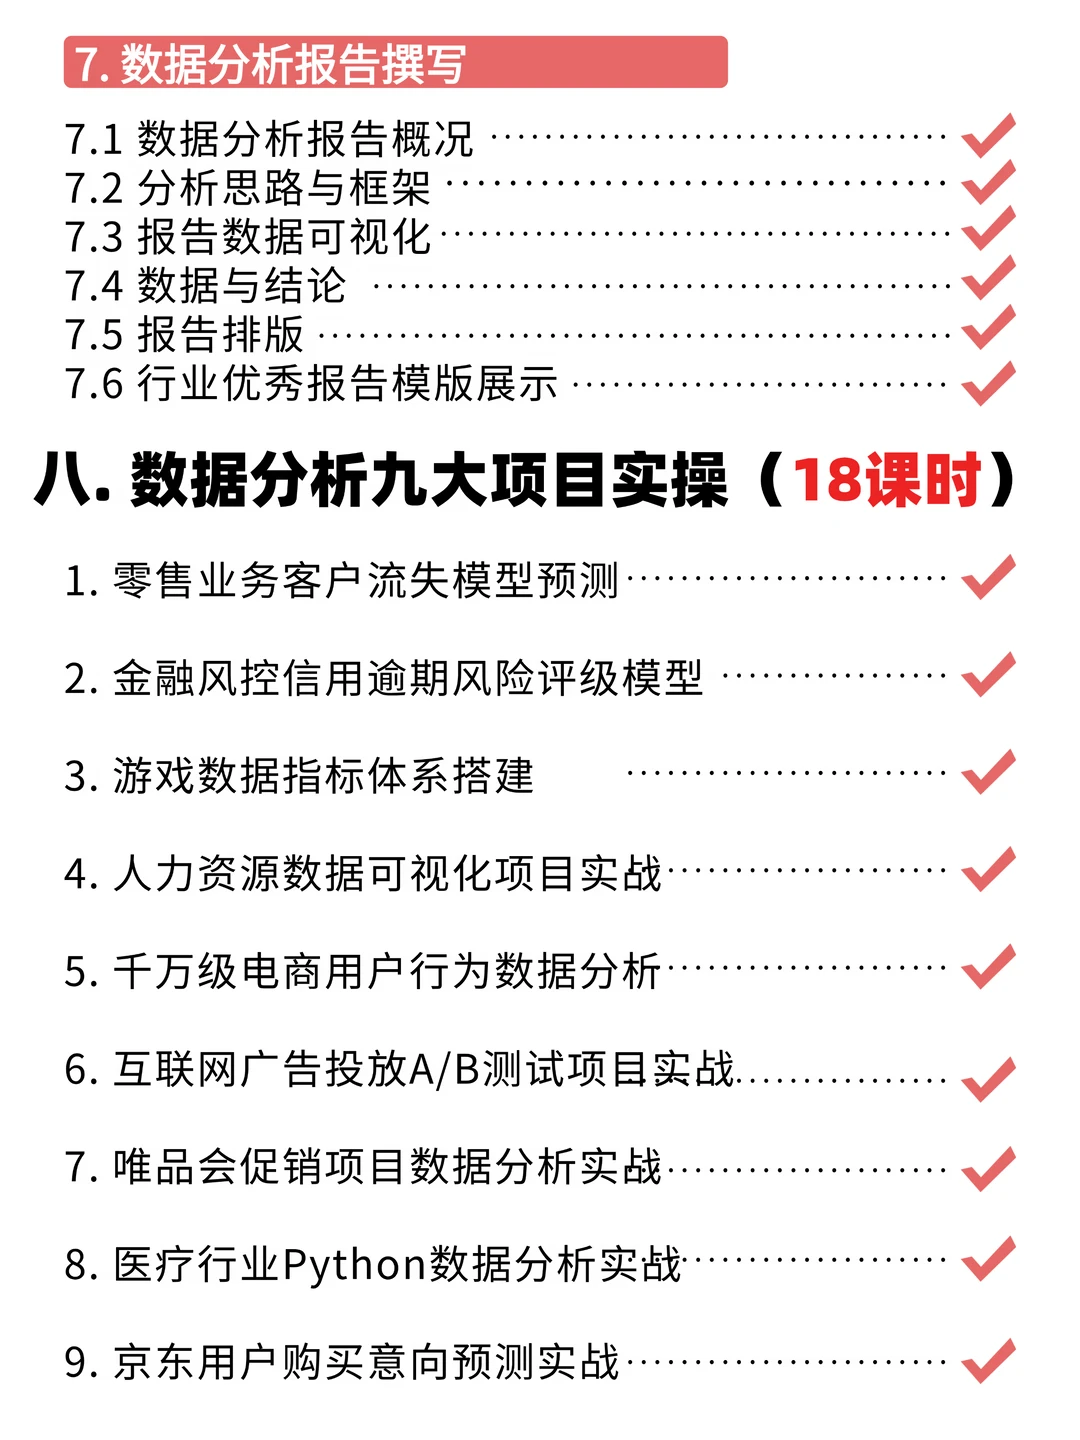 7. 数据分析报告撰写
7.1 数据分析报告概况
7.2 分析思路与框架
7.3 报告数据可视化
7.4 数据与结论
7.5 报告排版
7.6 行业优秀报告模版展示
八. 数据分析九大项目实操（18课时）
1. 零售业务客户流失模型预测
2. 金融风控信用逾期风险评级模型
3. 游戏数据指标体系搭建
4. 人力资源数据可视化项目实战
5. 千万级电商用户行为数据分析
6. 互联网广告投放A/B测试项目实战
7. 唯品会促销项目数据分析实战
8. 医疗行业Python数据分析实战
9. 京东用户购买意向预测实战